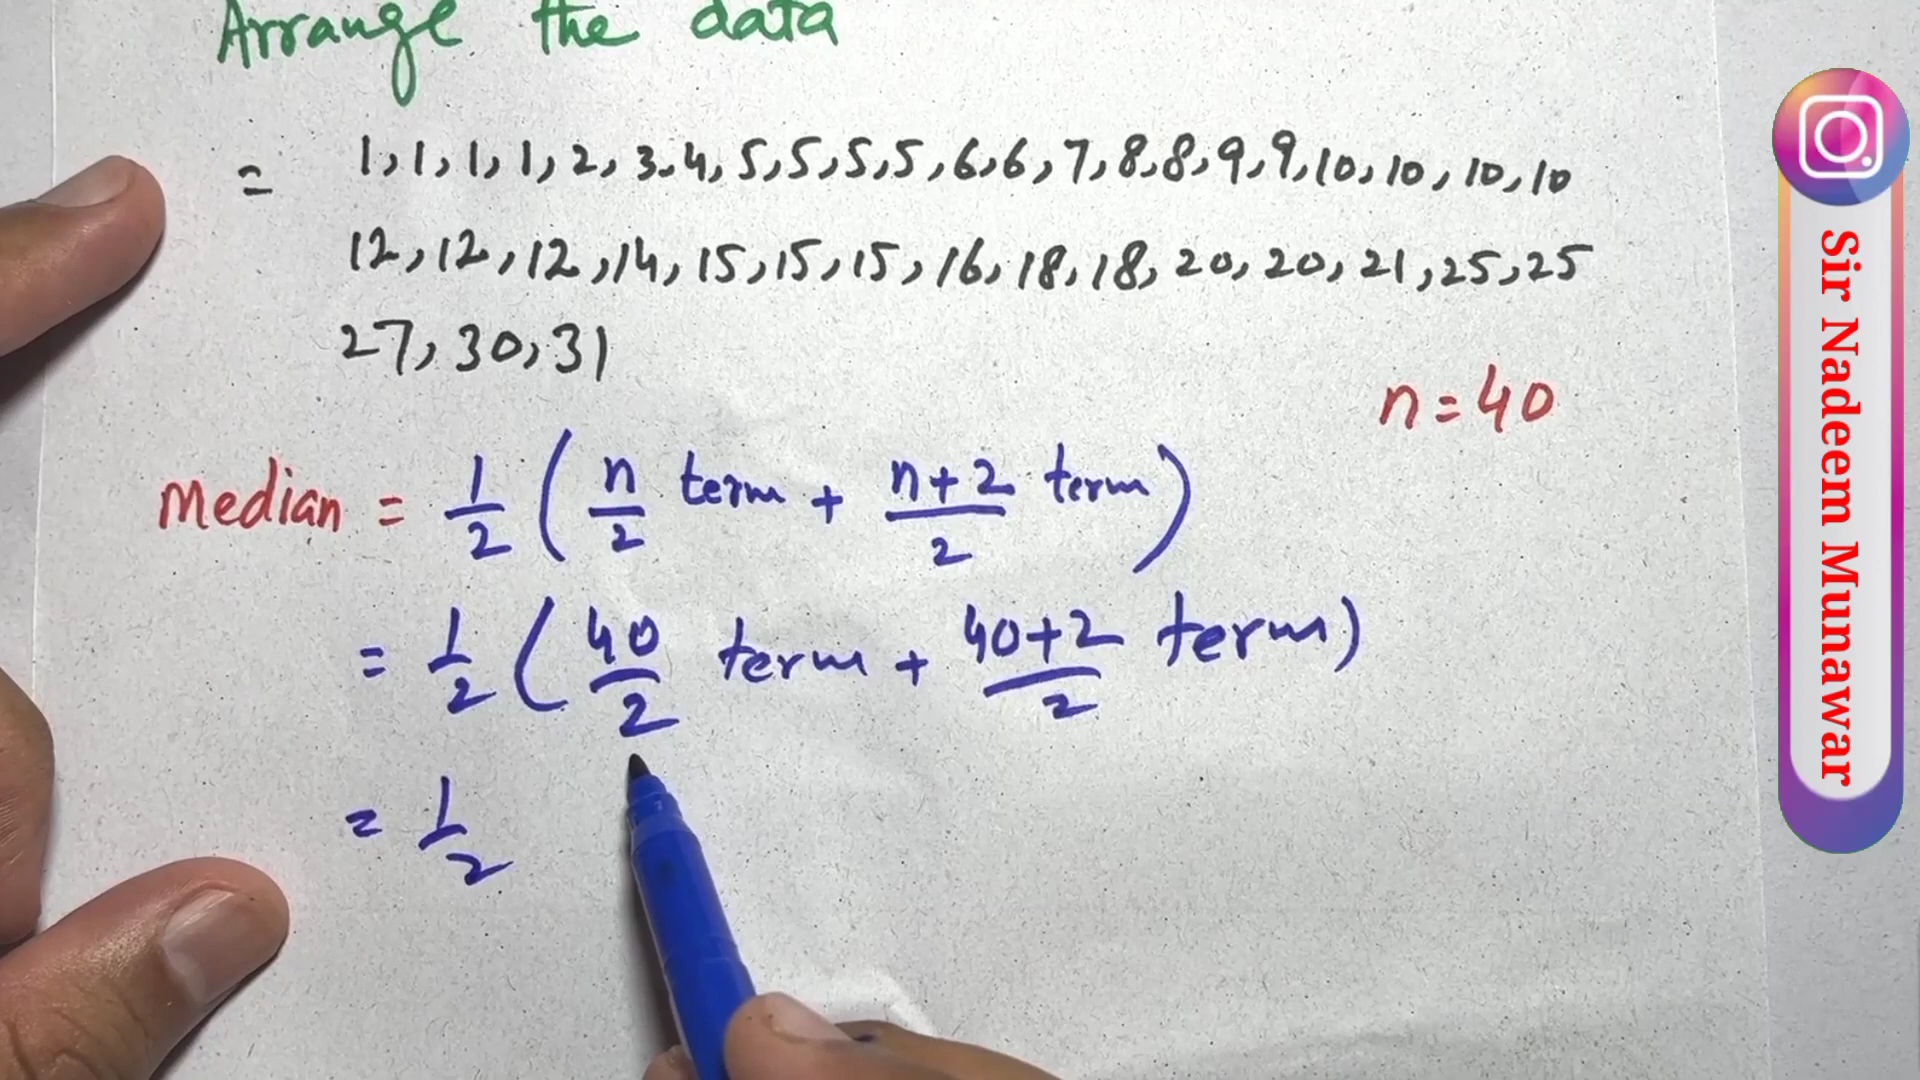 Arrange the data
= 1, 1, 1, 1, 2, 3, 4, 5, 5, 5, 5, 6, 6, 7, 8, 8, 9, 9, 10, 10, 10, 10
12, 12, 12, 14, 15, 15, 15, 16, 18, 18, 20, 20, 21, 25, 25
27, 30, 31
n = 40
Median = 1/2 ( n/2 term + n+2/2 term )
= 1/2 ( 40/2 term + 40+2/2 term )
= 1/2
Sir Nadeem Munawar